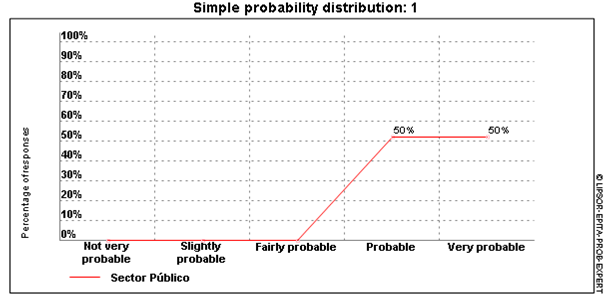 Simple probability distribution: 1
100%
90%
80%
70%
60%
50%
40%
30%
20%
10%
0%
Percentage of responses
50%
50%
Not very
probable
Slightly
probable
Fairly probable
Probable
Very probable
Sector Público
© LIPSOR-EPITA-PROB-EXPERT